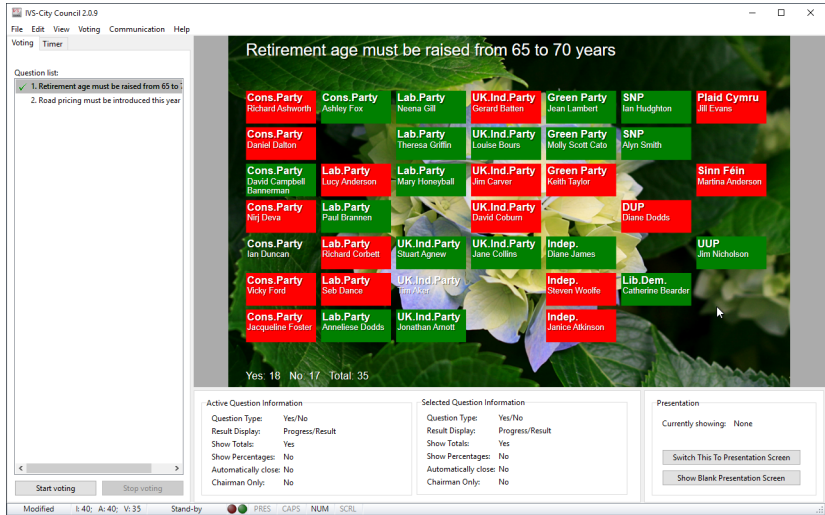 IVS-City Council 2.0.9
File Edit View Voting Communication Help
Voting Timer
Question list:
1. Retirement age must be raised from 65 to 7
2. Road pricing must be introduced this year
Start voting Stop voting
Retirement age must be raised from 65 to 70 years
Cons.Party Cons.Party Lab.Party UK.Ind.Party Green Party SNP Plaid Cymru
Richard Ashworth Ashley Fox Neena Gill Gerard Batten Jean Lambert Ian Hudghton Jill Evans
Cons.Party Lab.Party UK.Ind.Party Green Party SNP
Daniel Dalton Theresa Griffin Louise Bours Molly Scott Cato Alyn Smith
Cons.Party Lab.Party Lab.Party UK.Ind.Party Green Party Sinn Féin
David Campbell Lucy Anderson Mary Honeyball Jim Carver Keith Taylor Martina Anderson
Bannerman
Cons.Party Lab.Party UK.Ind.Party DUP
Nirj Deva Paul Brannen David Coburn Diane Dodds
Cons.Party Lab.Party UK.Ind.Party UK.Ind.Party Indep. UUP
Ian Duncan Richard Corbett Stuart Agnew Jane Collins Diane James Jim Nicholson
Cons.Party Lab.Party UK.Ind.Party Indep. Lib.Dem.
Vicky Ford Seb Dance Tim Aker Steven Woolfe Catherine Bearder
Cons.Party Lab.Party UK.Ind.Party Indep.
Jacqueline Foster Anneliese Dodds Jonathan Arnott Janice Atkinson
Yes: 18 No: 17 Total: 35
Active Question Information
Question Type: Yes/No
Result Display: Progress/Result
Show Totals: Yes
Show Percentages: No
Automatically close: No
Chairman Only: No
Selected Question Information
Question Type: Yes/No
Result Display: Progress/Result
Show Totals: Yes
Show Percentages: No
Automatically close: No
Chairman Only: No
Presentation
Currently showing: None
Switch This To Presentation Screen
Show Blank Presentation Screen
Modified I: 40; A: 40; V: 35 Stand-by PRES CAPS NUM SCRL